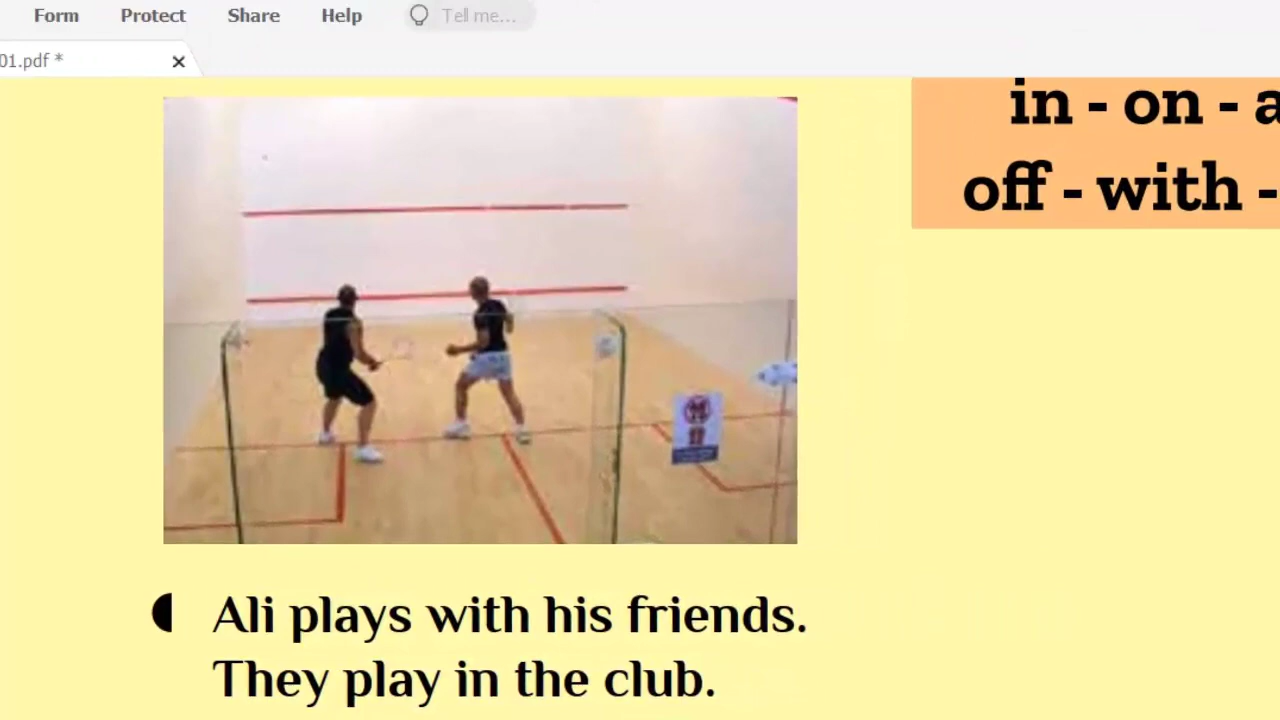 Form Protect Share Help Tell me...
01.pdf *
in - on - a
off - with -
Ali plays with his friends.
They play in the club.